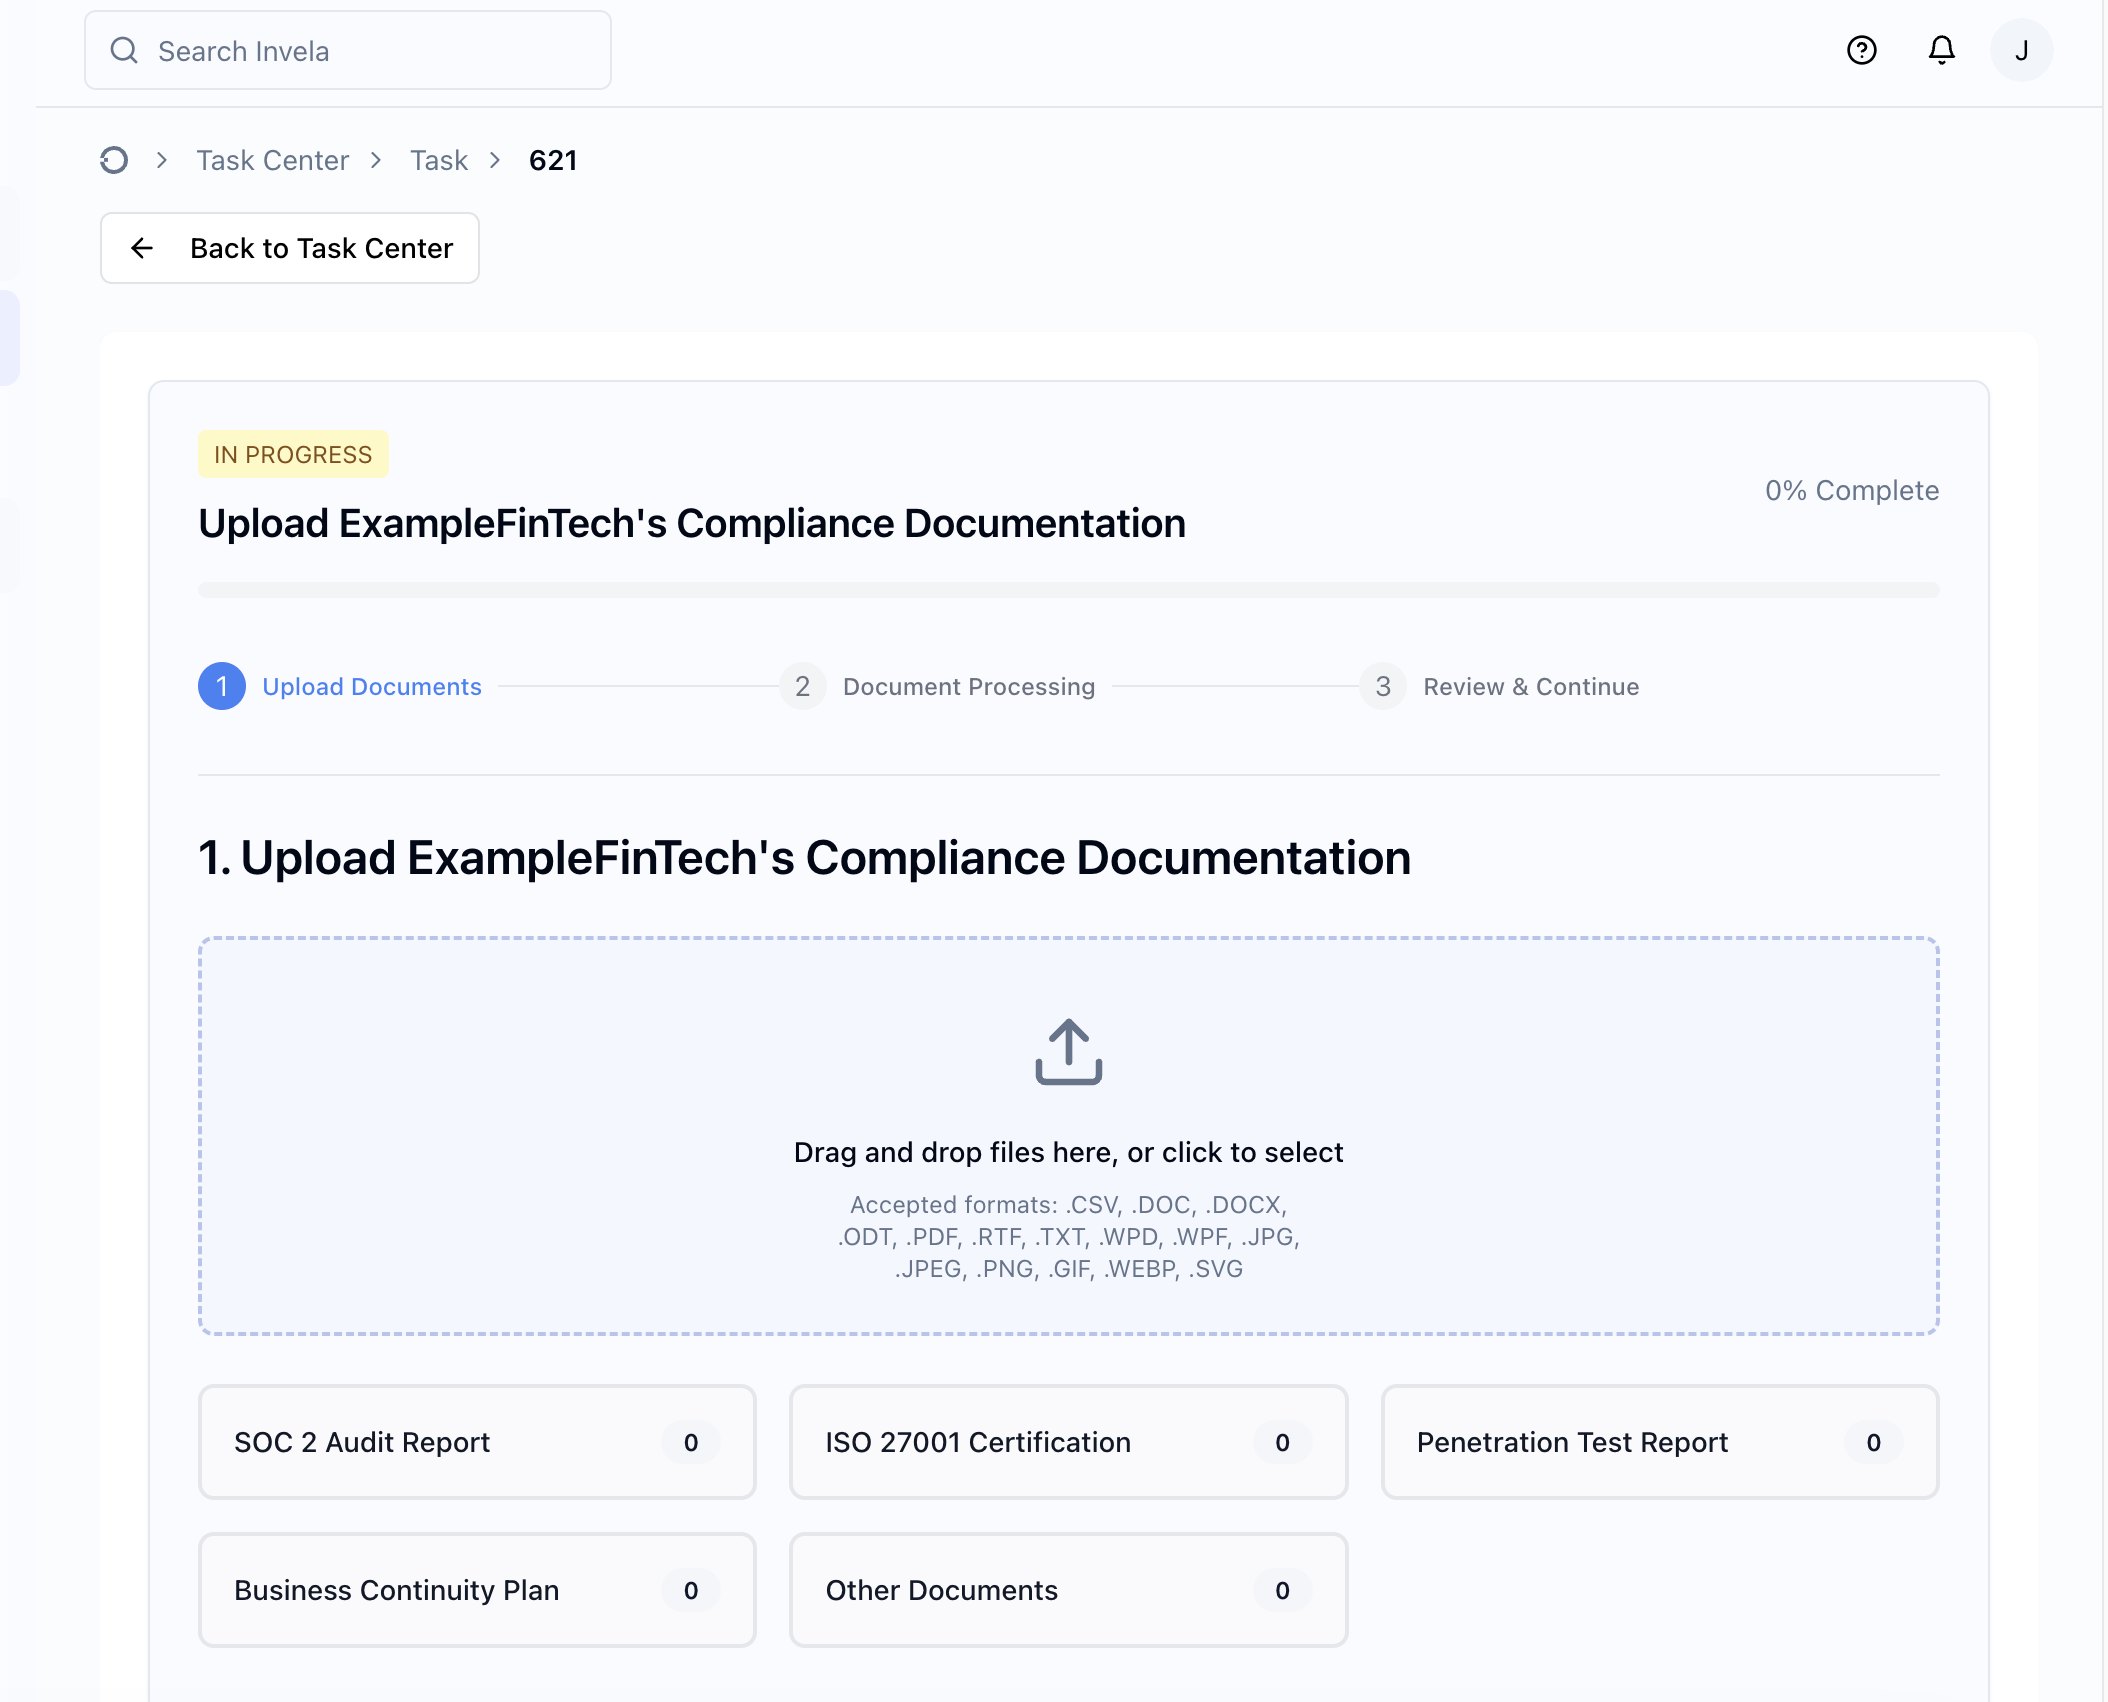 Search Invela
J
Task Center
Task
621
Back to Task Center
IN PROGRESS
0% Complete
Upload ExampleFinTech's Compliance Documentation
1 Upload Documents
2 Document Processing
3 Review & Continue
1. Upload ExampleFinTech's Compliance Documentation
Drag and drop files here, or click to select
Accepted formats: .CSV, .DOC, .DOCX,
.ODT, .PDF, .RTF, .TXT, .WPD, .WPF, .JPG,
.JPEG, .PNG, .GIF, .WEBP, .SVG
SOC 2 Audit Report 0
ISO 27001 Certification 0
Penetration Test Report 0
Business Continuity Plan 0
Other Documents 0